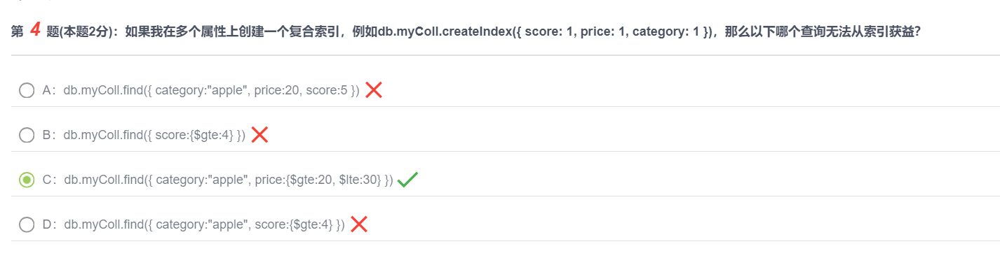 第 4 题(本题2分)：如果我在多个属性上创建一个复合索引，例如db.myColl.createIndex({ score: 1, price: 1, category: 1 })，那么以下哪个查询无法从索引获益?
A：db.myColl.find({ category:"apple", price:20, score:5 })
B：db.myColl.find({ score:{$gte:4} })
C：db.myColl.find({ category:"apple", price:{$gte:20, $lte:30} })
D：db.myColl.find({ category:"apple", score:{$gte:4} })